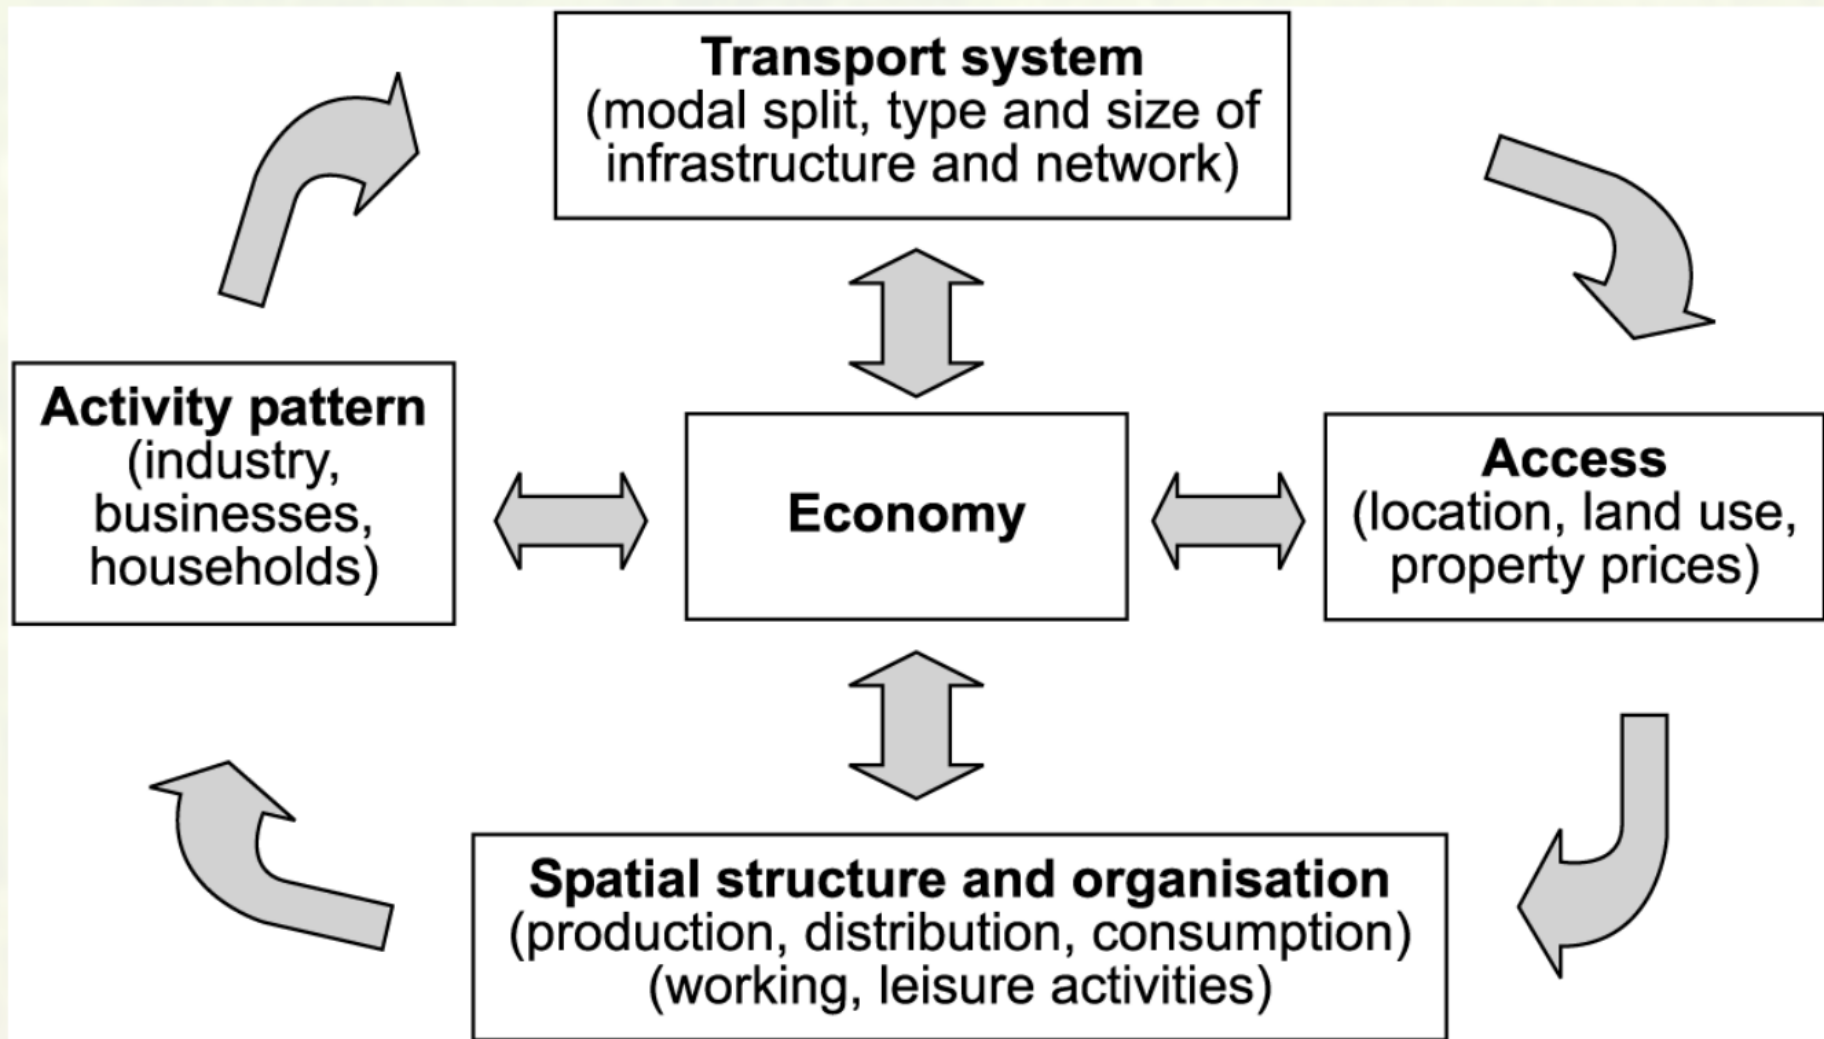 Transport system
(modal split, type and size of
infrastructure and network)
Activity pattern
(industry,
businesses,
households)
Economy
Access
(location, land use,
property prices)
Spatial structure and organisation
(production, distribution, consumption)
(working, leisure activities)